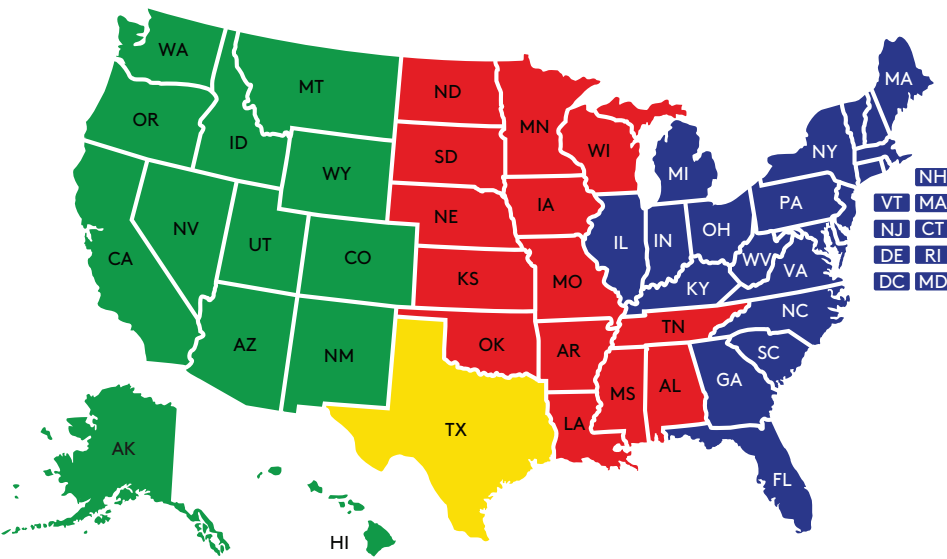 WA
MT
ND
MN
MA
OR
ID
SD
WI
NY
WY
MI
NH
NE
IA
PA
VT MA
NV
UT
CO
IL
IN
OH
NJ CT
CA
KS
MO
WV
VA
DE RI
KY
DC MD
NC
TN
AZ
NM
OK
AR
SC
MS
AL
GA
TX
LA
AK
FL
HI